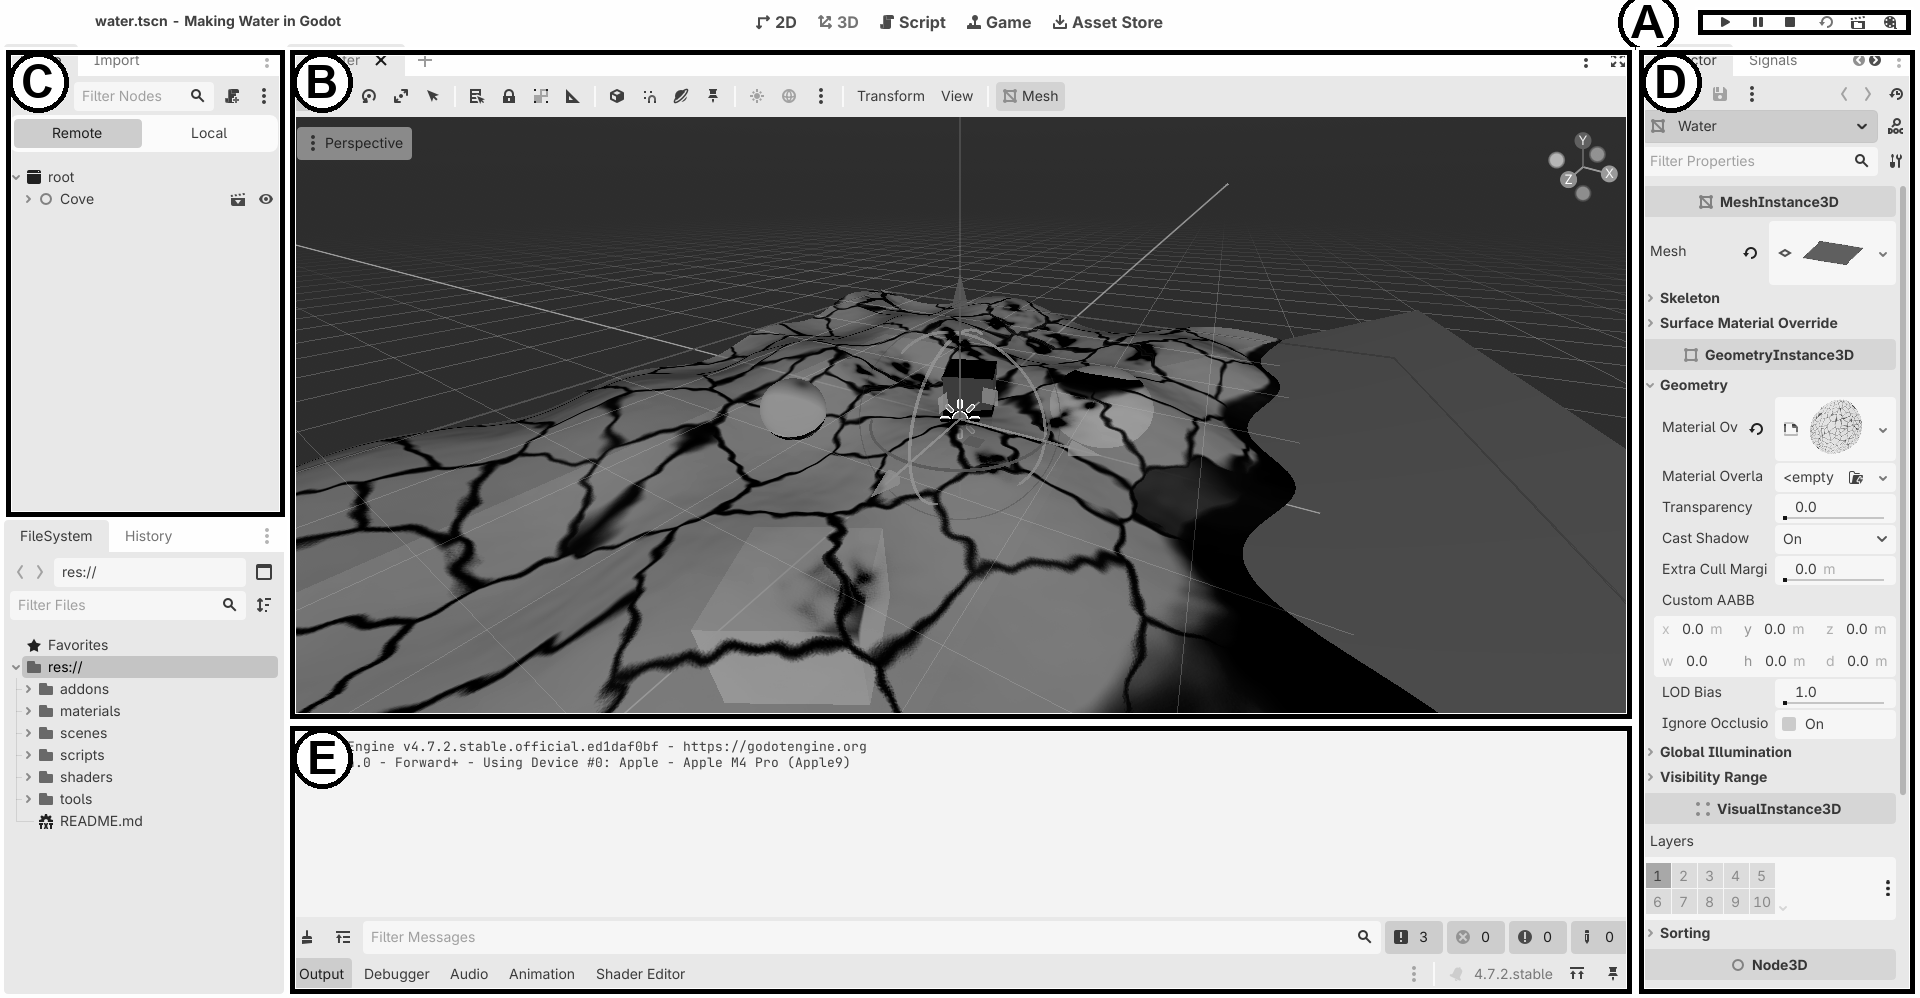 water.tscn - Making Water in Godot
2D 3D Script Game Asset Store
A
C
Import
Filter Nodes
Remote Local
root
Cove
FileSystem History
res://
Filter Files
Favorites
res://
addons
materials
scenes
scripts
shaders
tools
README.md
B
Transform View Mesh
Perspective
Y
X
Z
E
Engine v4.7.2.stable.official.ed1daf0bf - https://godotengine.org
.0 - Forward+ - Using Device #0: Apple - Apple M4 Pro (Apple9)
Filter Messages
3 0 0 0
Output Debugger Audio Animation Shader Editor
4.7.2.stable
D
Signals
Water
Filter Properties
MeshInstance3D
Mesh
Skeleton
Surface Material Override
GeometryInstance3D
Geometry
Material Ov
Material Overla <empty
Transparency 0.0
Cast Shadow On
Extra Cull Margi 0.0 m
Custom AABB
x 0.0 m y 0.0 m z 0.0 m
w 0.0 h 0.0 m d 0.0 m
LOD Bias 1.0
Ignore Occlusio On
Global Illumination
Visibility Range
VisualInstance3D
Layers
1 2 3 4 5
6 7 8 9 10
Sorting
Node3D